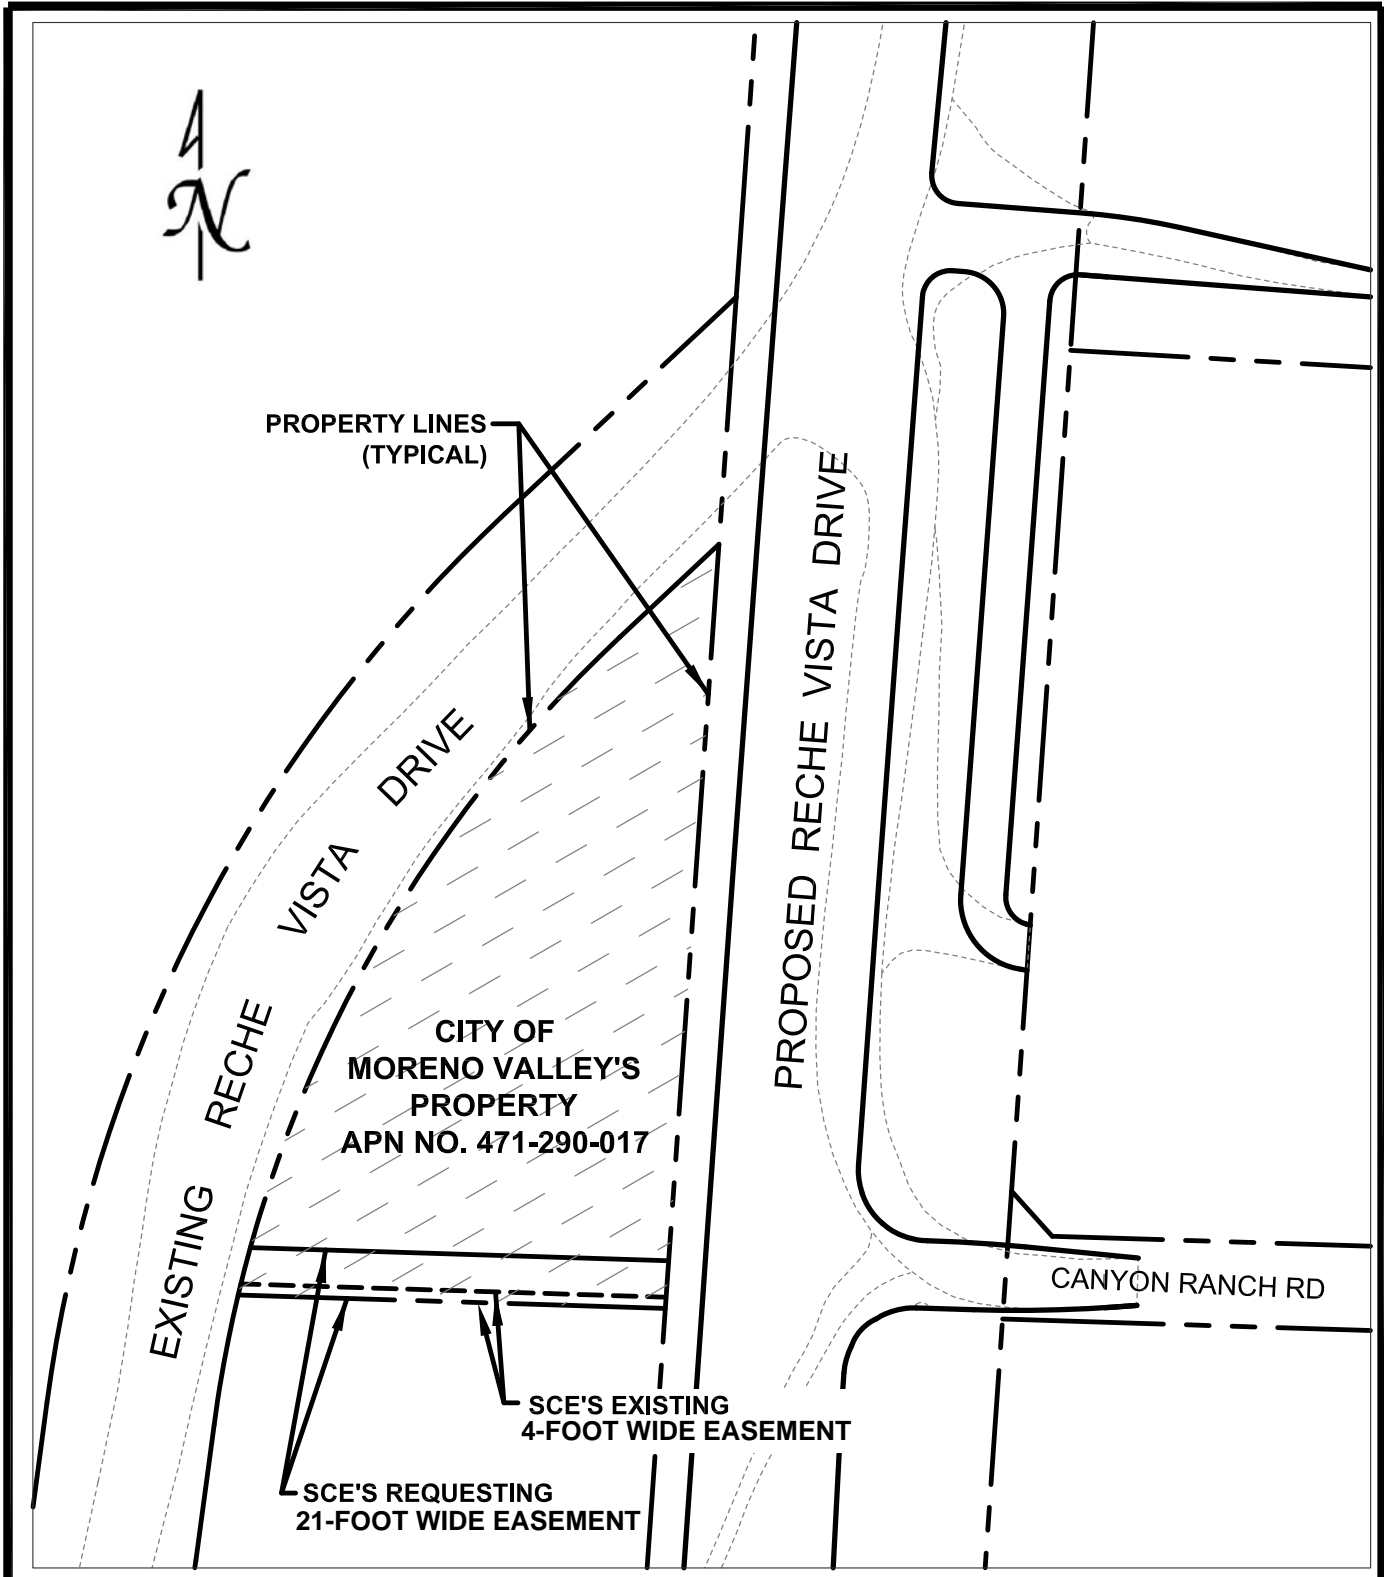 N
PROPERTY LINES
(TYPICAL)
PROPOSED RECHE VISTA DRIVE
EXISTING RECHE VISTA DRIVE
CITY OF
MORENO VALLEY'S
PROPERTY
APN NO. 471-290-017
CANYON RANCH RD
SCE'S EXISTING
4-FOOT WIDE EASEMENT
SCE'S REQUESTING
21-FOOT WIDE EASEMENT